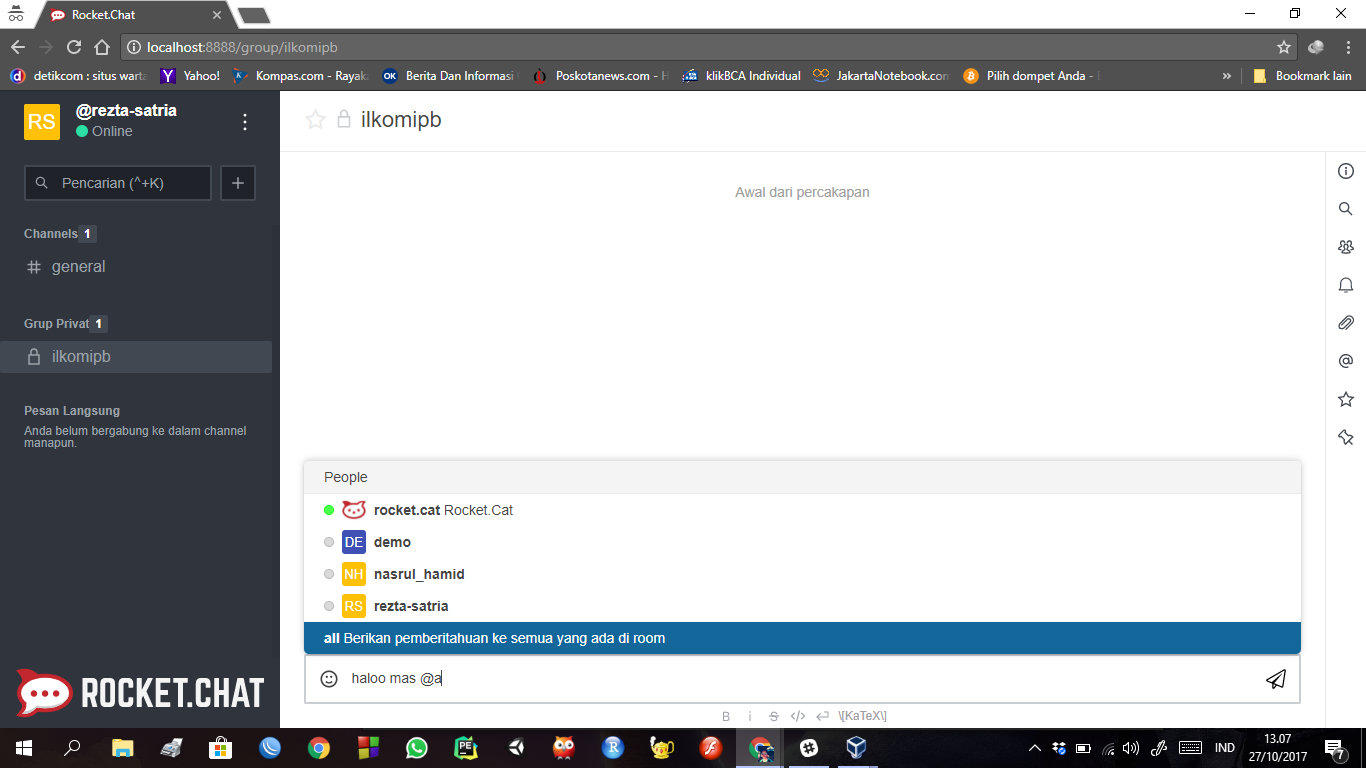 Rocket.Chat
localhost:8888/group/ilkomipb
detikcom : situs warta
Yahoo!
Kompas.com - Rayaka
OK
Berita Dan Informasi
Poskotanews.com - H
klikBCA Individual
JakartaNotebook.com
Pilih dompet Anda -
»
Bookmark lain
RS
@rezta-satria
Online
Pencarian (^+K)
Channels 1
# general
Grup Privat 1
ilkomipb
Pesan Langsung
Anda belum bergabung ke dalam channel
manapun.
ROCKET.CHAT
ilkomipb
Awal dari percakapan
People
rocket.cat Rocket.Cat
DE demo
NH nasrul_hamid
RS rezta-satria
all Berikan pemberitahuan ke semua yang ada di room
haloo mas @a
B i S </> \[KaTeX\]
IND
13.07
27/10/2017
7